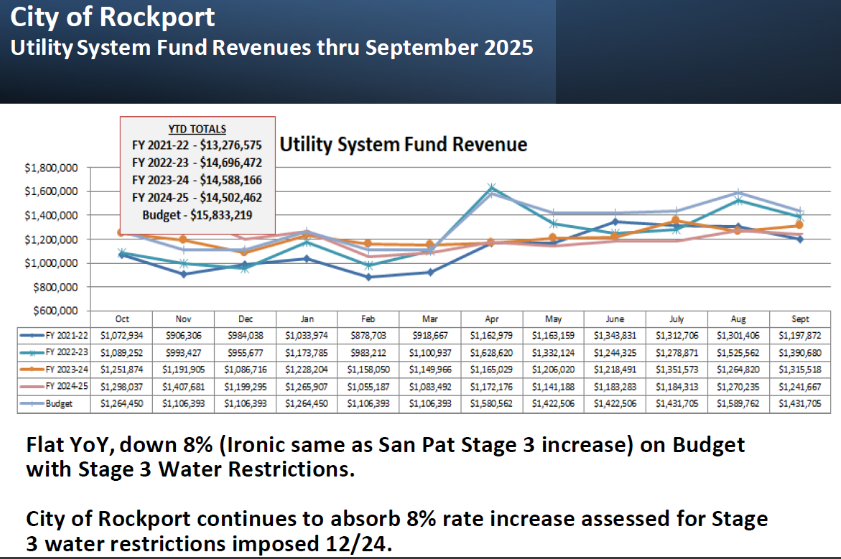 City of Rockport
Utility System Fund Revenues thru September 2025
YTD TOTALS
FY 2021-22 - $13,276,575
FY 2022-23 - $14,696,472
FY 2023-24 - $14,588,166
FY 2024-25 - $14,502,462
Budget - $15,833,219
Utility System Fund Revenue
$1,800,000
$1,600,000
$1,400,000
$1,200,000
$1,000,000
$800,000
$600,000
Oct Nov Dec Jan Feb Mar Apr May June July Aug Sept
FY 2021-22 $1,072,934 $906,306 $984,038 $1,033,974 $878,703 $918,667 $1,162,979 $1,163,159 $1,343,831 $1,312,706 $1,301,406 $1,197,872
FY 2022-23 $1,089,252 $993,427 $955,677 $1,173,785 $983,212 $1,100,937 $1,628,620 $1,332,124 $1,244,325 $1,278,871 $1,525,562 $1,390,680
FY 2023-24 $1,251,874 $1,191,905 $1,086,716 $1,228,204 $1,158,050 $1,149,966 $1,165,029 $1,206,020 $1,218,491 $1,351,573 $1,264,820 $1,315,518
FY 2024-25 $1,298,037 $1,407,681 $1,199,295 $1,265,907 $1,055,187 $1,083,492 $1,172,176 $1,141,188 $1,183,283 $1,184,313 $1,270,235 $1,241,667
Budget $1,264,450 $1,106,393 $1,106,393 $1,264,450 $1,106,393 $1,106,393 $1,580,562 $1,422,506 $1,422,506 $1,431,705 $1,589,762 $1,431,705
Flat YoY, down 8% (Ironic same as San Pat Stage 3 increase) on Budget
with Stage 3 Water Restrictions.
City of Rockport continues to absorb 8% rate increase assessed for Stage
3 water restrictions imposed 12/24.